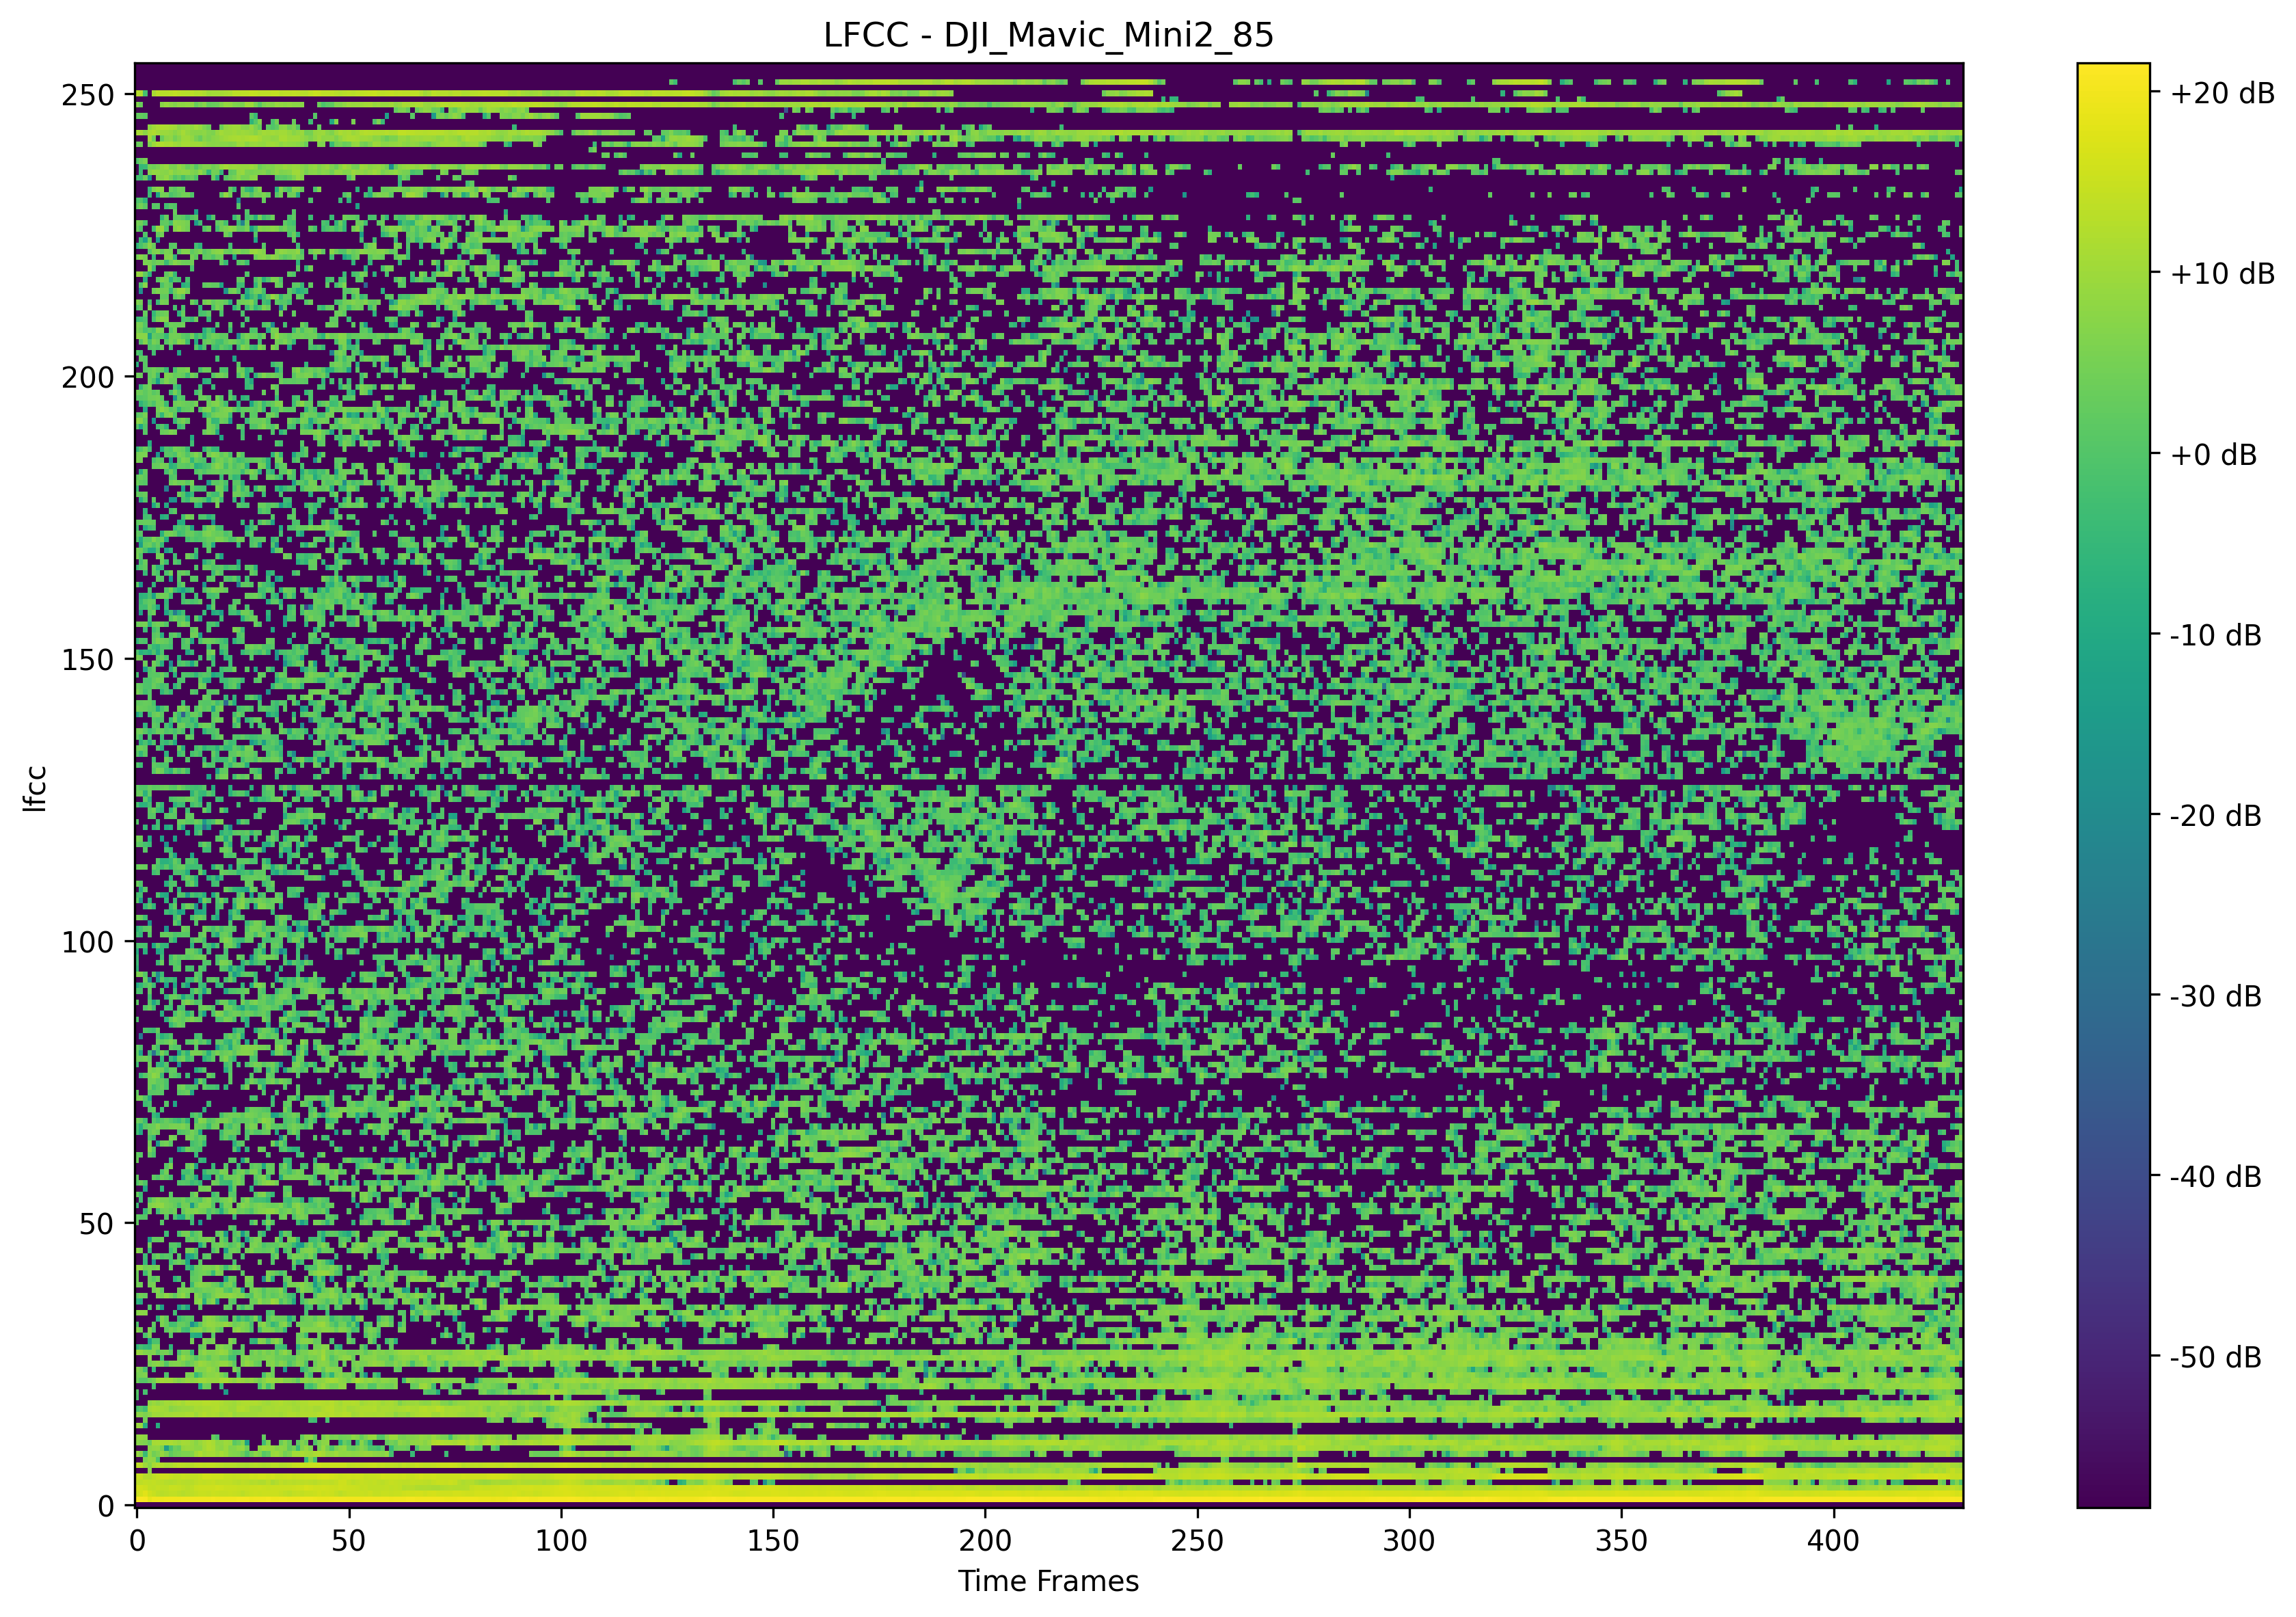 LFCC - DJI_Mavic_Mini2_85
250
200
150
100
50
0
lfcc
0 50 100 150 200 250 300 350 400
Time Frames
+20 dB
+10 dB
+0 dB
-10 dB
-20 dB
-30 dB
-40 dB
-50 dB